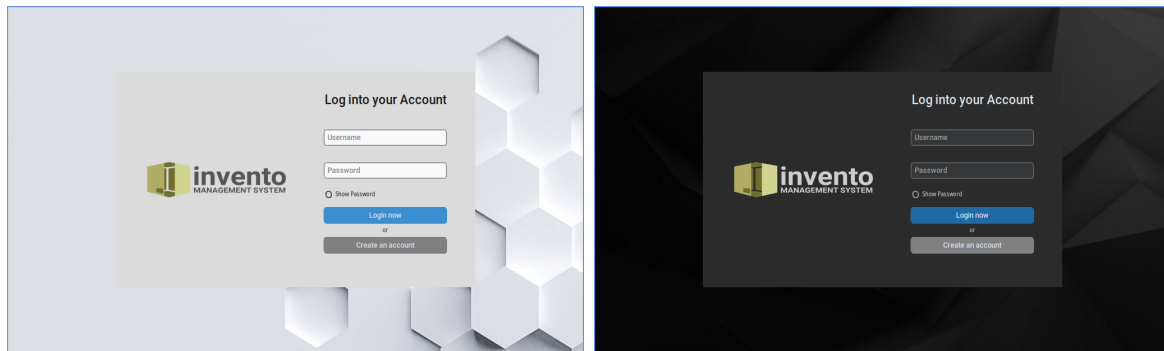 Log into your Account
Username
Password
Show Password
Login now
or
Create an account
invento
MANAGEMENT SYSTEM
Log into your Account
Username
Password
Show Password
Login now
or
Create an account
invento
MANAGEMENT SYSTEM